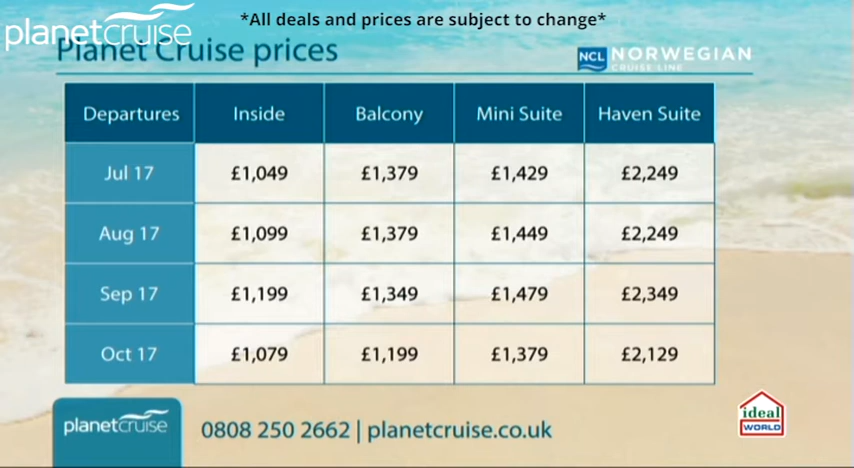 *All deals and prices are subject to change*
planetcruise
Planet Cruise prices
NCL NORWEGIAN
CRUISE LINE
Departures Inside Balcony Mini Suite Haven Suite
Jul 17 £1,049 £1,379 £1,429 £2,249
Aug 17 £1,099 £1,379 £1,449 £2,249
Sep 17 £1,199 £1,349 £1,479 £2,349
Oct 17 £1,079 £1,199 £1,379 £2,129
planetcruise 0808 250 2662 | planetcruise.co.uk
ideal
WORLD